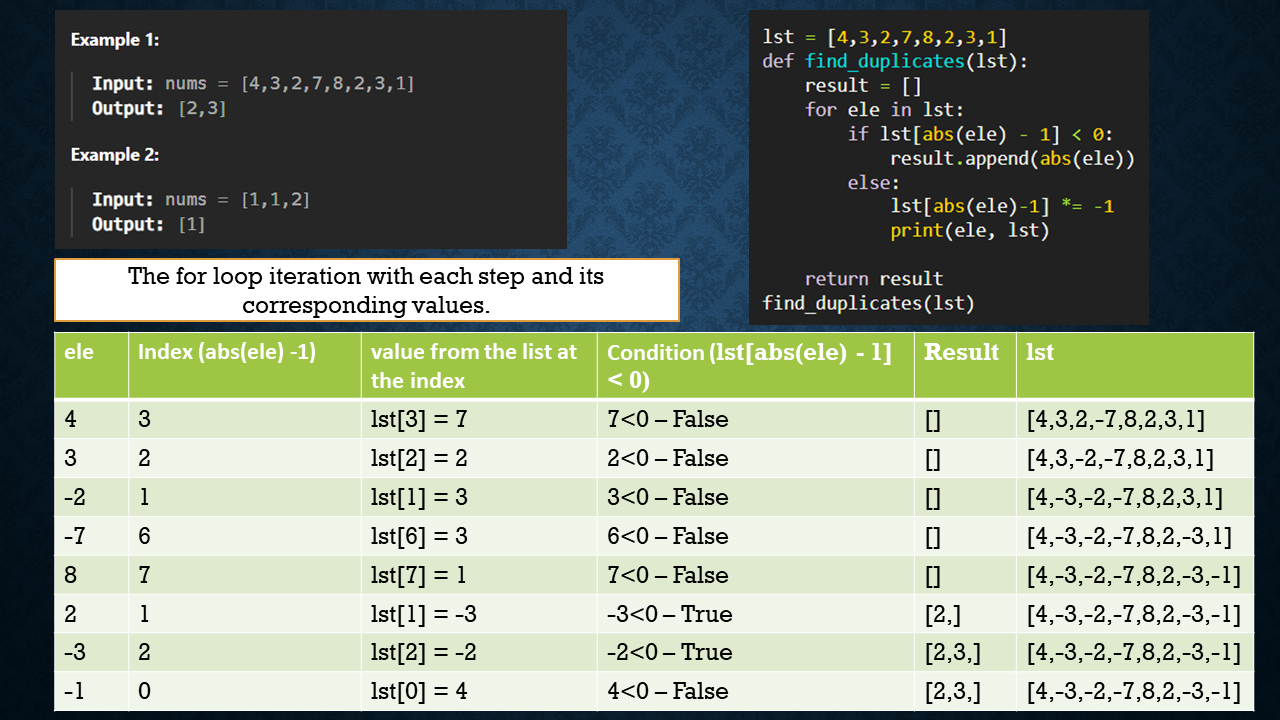 Example 1:
Input: nums = [4,3,2,7,8,2,3,1]
Output: [2,3]
Example 2:
Input: nums = [1,1,2]
Output: [1]
lst = [4,3,2,7,8,2,3,1]
def find_duplicates(lst):
    result = []
    for ele in lst:
        if lst[abs(ele) - 1] < 0:
            result.append(abs(ele))
        else:
            lst[abs(ele)-1] *= -1
            print(ele, lst)
    return result
find_duplicates(lst)
The for loop iteration with each step and its
corresponding values.
ele | Index (abs(ele) -1) | value from the list at the index | Condition (lst[abs(ele) - 1] < 0) | Result | lst
4 | 3 | lst[3] = 7 | 7<0 – False | [] | [4,3,2,-7,8,2,3,1]
3 | 2 | lst[2] = 2 | 2<0 – False | [] | [4,3,-2,-7,8,2,3,1]
-2 | 1 | lst[1] = 3 | 3<0 – False | [] | [4,-3,-2,-7,8,2,3,1]
-7 | 6 | lst[6] = 3 | 6<0 – False | [] | [4,-3,-2,-7,8,2,-3,1]
8 | 7 | lst[7] = 1 | 7<0 – False | [] | [4,-3,-2,-7,8,2,-3,-1]
2 | 1 | lst[1] = -3 | -3<0 – True | [2,] | [4,-3,-2,-7,8,2,-3,-1]
-3 | 2 | lst[2] = -2 | -2<0 – True | [2,3,] | [4,-3,-2,-7,8,2,-3,-1]
-1 | 0 | lst[0] = 4 | 4<0 – False | [2,3,] | [4,-3,-2,-7,8,2,-3,-1]